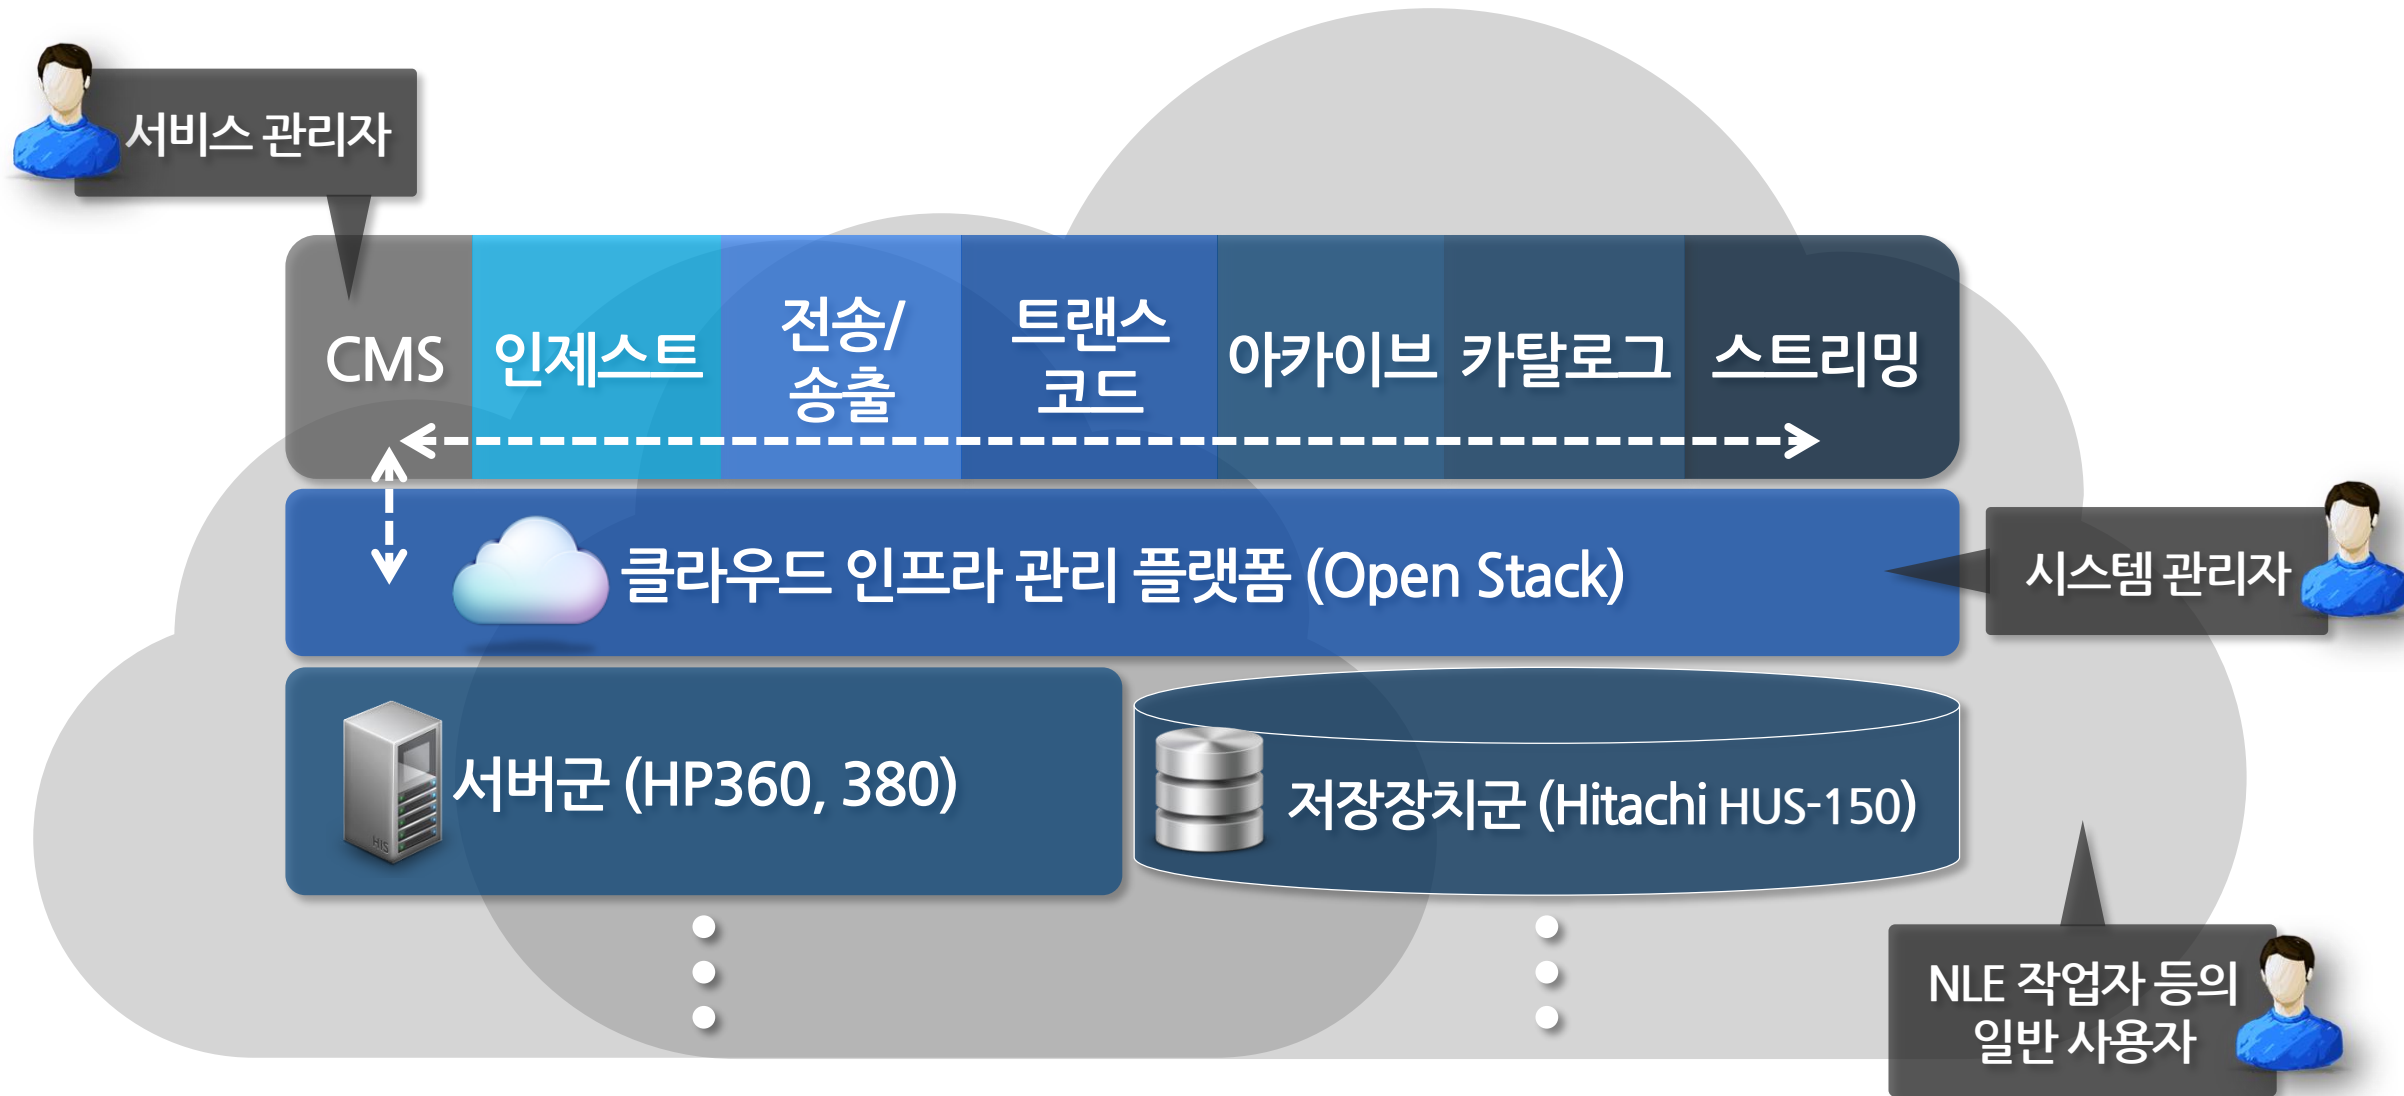 서비스 관리자
CMS
인제스트
전송/
송출
트랜스
코드
아카이브
카탈로그
스트리밍
클라우드 인프라 관리 플랫폼 (Open Stack)
시스템 관리자
서버군 (HP360, 380)
HIS
저장장치군 (Hitachi HUS-150)
NLE 작업자 등의
일반 사용자